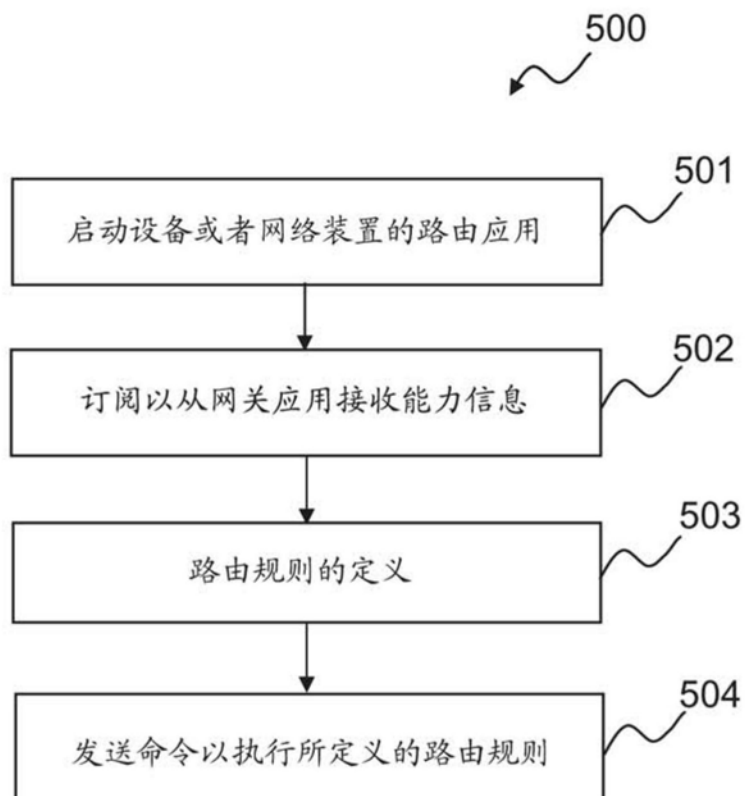 500
启动设备或者网络装置的路由应用
501
订阅以从网关应用接收能力信息
502
路由规则的定义
503
发送命令以执行所定义的路由规则
504